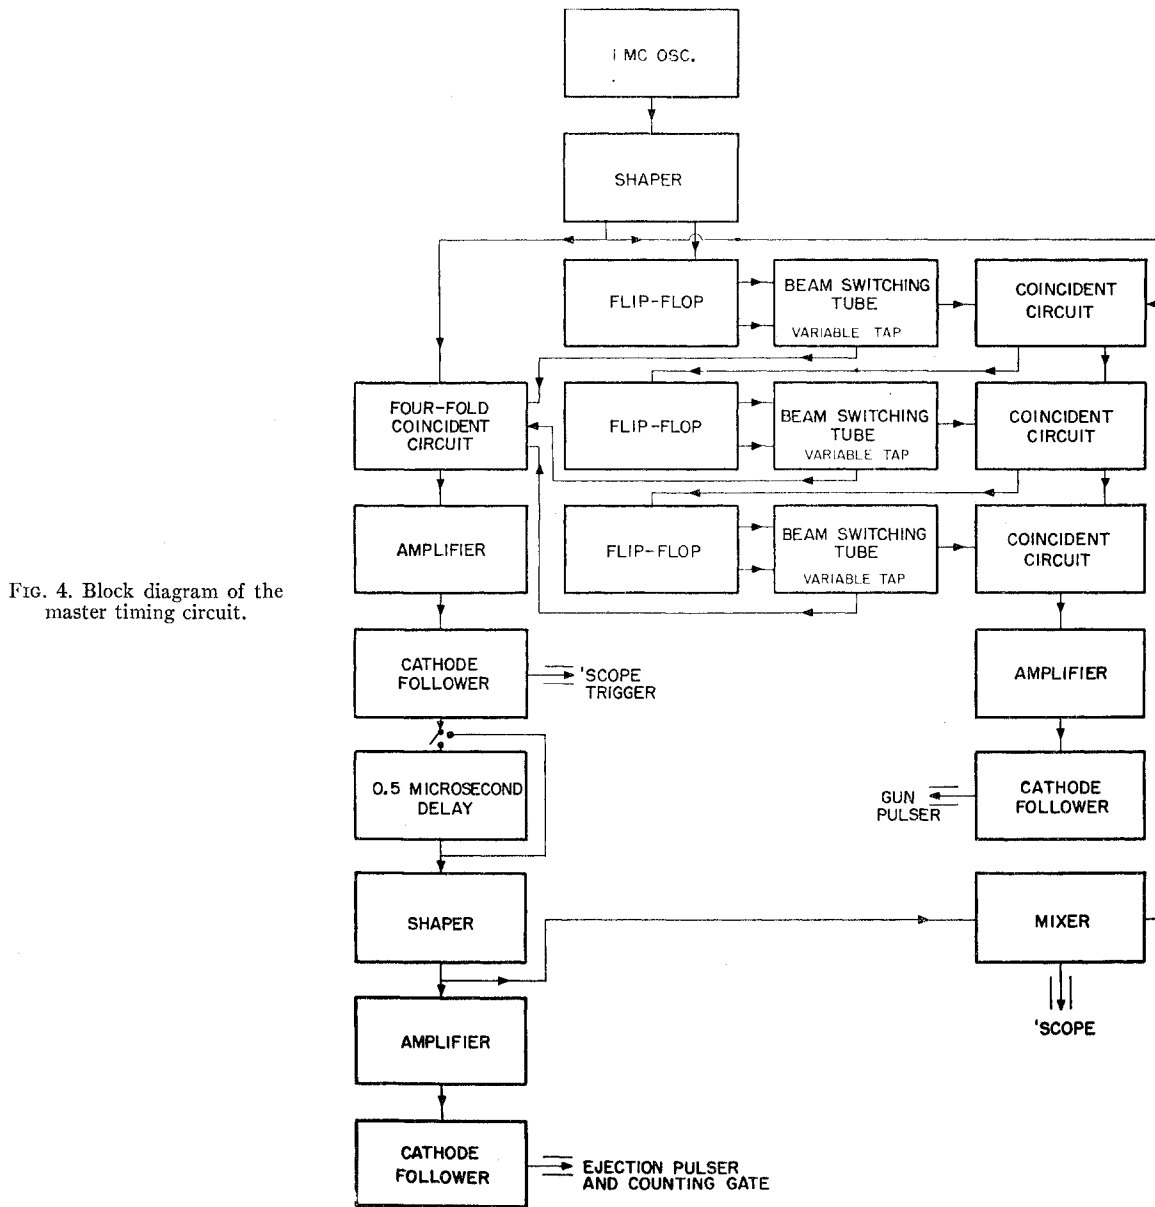 1 MC OSC.
SHAPER
FLIP-FLOP
BEAM SWITCHING
TUBE
VARIABLE TAP
COINCIDENT
CIRCUIT
FOUR-FOLD
COINCIDENT
CIRCUIT
FLIP-FLOP
BEAM SWITCHING
TUBE
VARIABLE TAP
COINCIDENT
CIRCUIT
AMPLIFIER
FLIP-FLOP
BEAM SWITCHING
TUBE
VARIABLE TAP
COINCIDENT
CIRCUIT
FIG. 4. Block diagram of the
master timing circuit.
CATHODE
FOLLOWER
'SCOPE
TRIGGER
AMPLIFIER
0.5 MICROSECOND
DELAY
GUN
PULSER
CATHODE
FOLLOWER
SHAPER
MIXER
'SCOPE
AMPLIFIER
CATHODE
FOLLOWER
EJECTION PULSER
AND COUNTING GATE